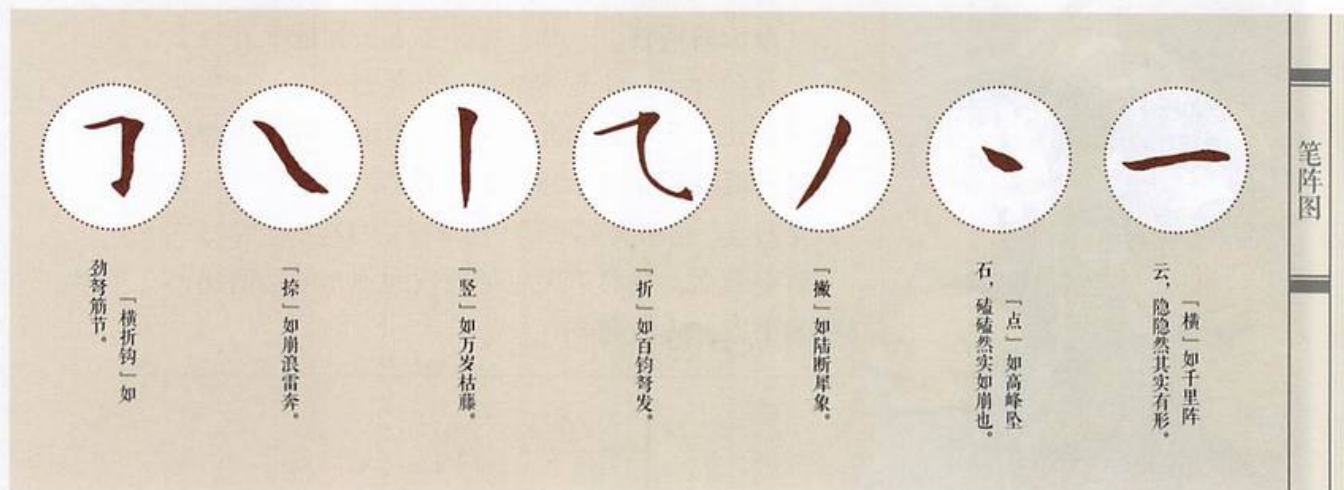 笔阵图
「横」如千里阵
云，隐隐然其实有形。
「点」如高峰坠
石，磕磕然实如崩也。
「撇」如陆断犀象。
「折」如百钧弩发。
「竖」如万岁枯藤。
「捺」如崩浪雷奔。
「横折钩」如
劲弩筋节。